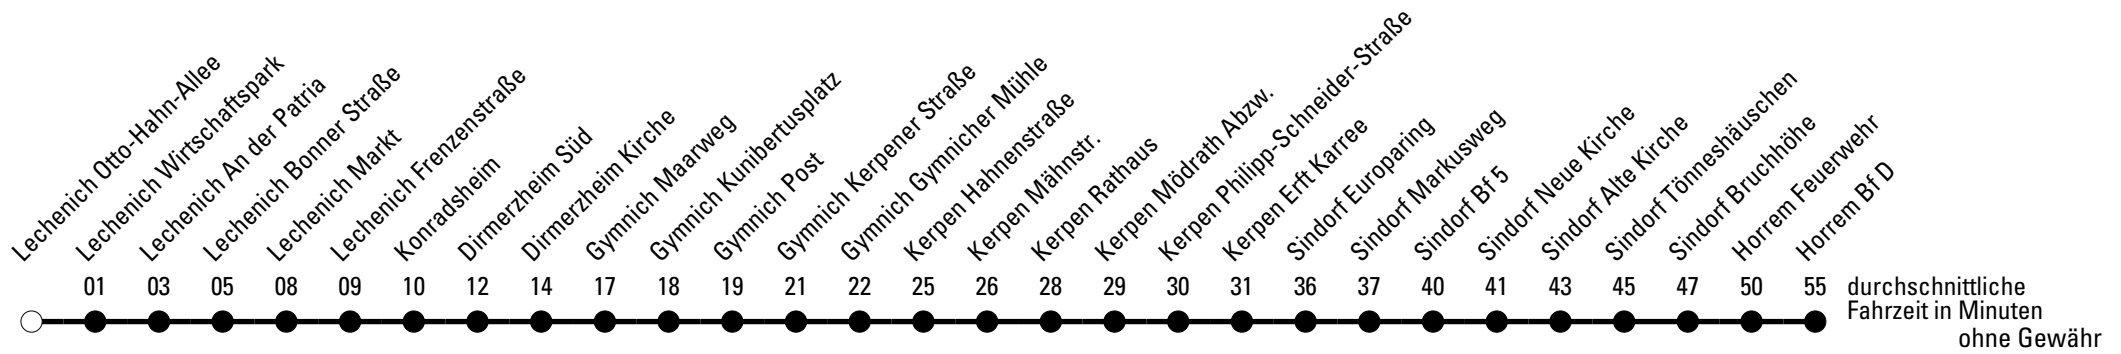 Lechenich Otto-Hahn-Allee
Lechenich Wirtschaftspark
Lechenich An der Patria
Lechenich Bonner Straße
Lechenich Markt
Lechenich Frenzenstraße
Konradsheim
Dirmerzheim Süd
Dirmerzheim Kirche
Gymnich Maarweg
Gymnich Kunibertusplatz
Gymnich Post
Gymnich Kerpener Straße
Gymnich Gymnicher Mühle
Kerpen Hahnenstraße
Kerpen Mähnstr.
Kerpen Rathaus
Kerpen Mödrath Abzw.
Kerpen Philipp-Schneider-Straße
Kerpen Erft Karree
Sindorf Europaring
Sindorf Markusweg
Sindorf Bf 5
Sindorf Neue Kirche
Sindorf Alte Kirche
Sindorf Tönneshäuschen
Sindorf Bruchhöhe
Horrem Feuerwehr
Horrem Bf D
01 03 05 08 09 10 12 14 17 18 19 21 22 25 26 28 29 30 31 36 37 40 41 43 45 47 50 55 durchschnittliche
Fahrzeit in Minuten
ohne Gewähr